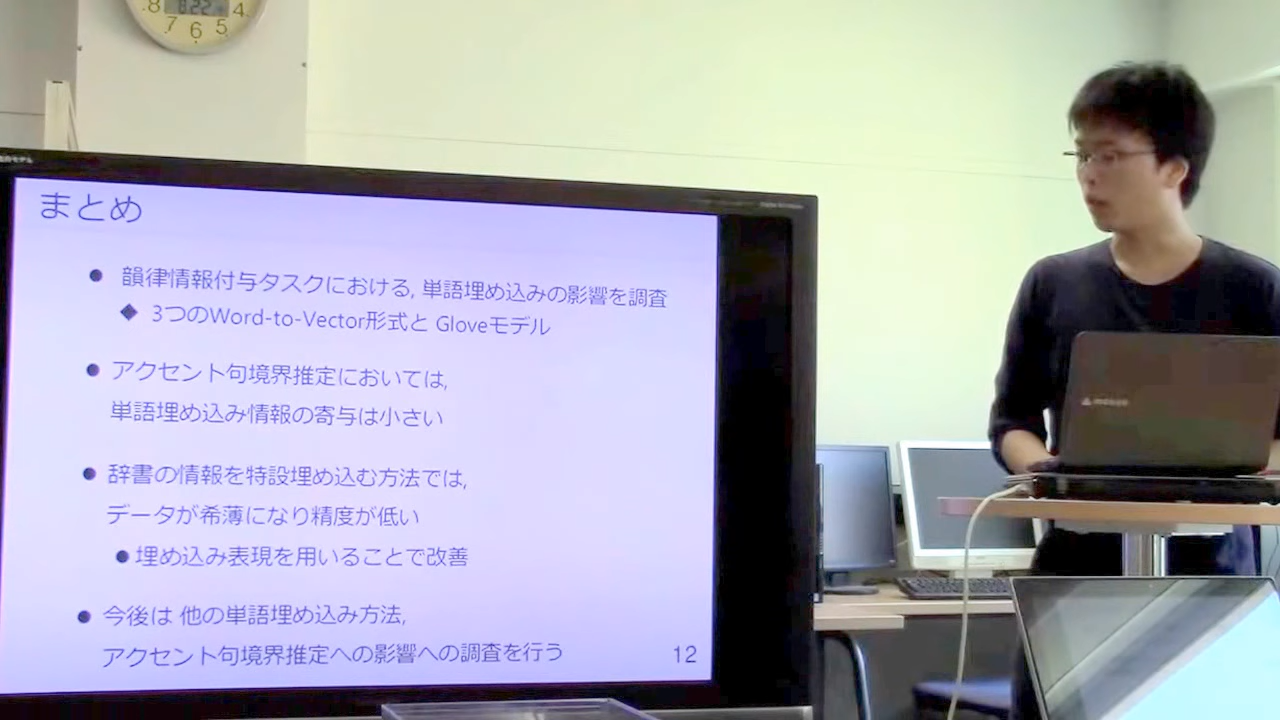 8 8:22 4
7 6 5
まとめ
● 韻律情報付与タスクにおける, 単語埋め込みの影響を調査
◆ 3つのWord-to-Vector形式と Gloveモデル
● アクセント句境界推定においては,
単語埋め込み情報の寄与は小さい
● 辞書の情報を特設埋め込む方法では,
データが希薄になり精度が低い
● 埋め込み表現を用いることで改善
● 今後は 他の単語埋め込み方法,
アクセント句境界推定への影響への調査を行う
12